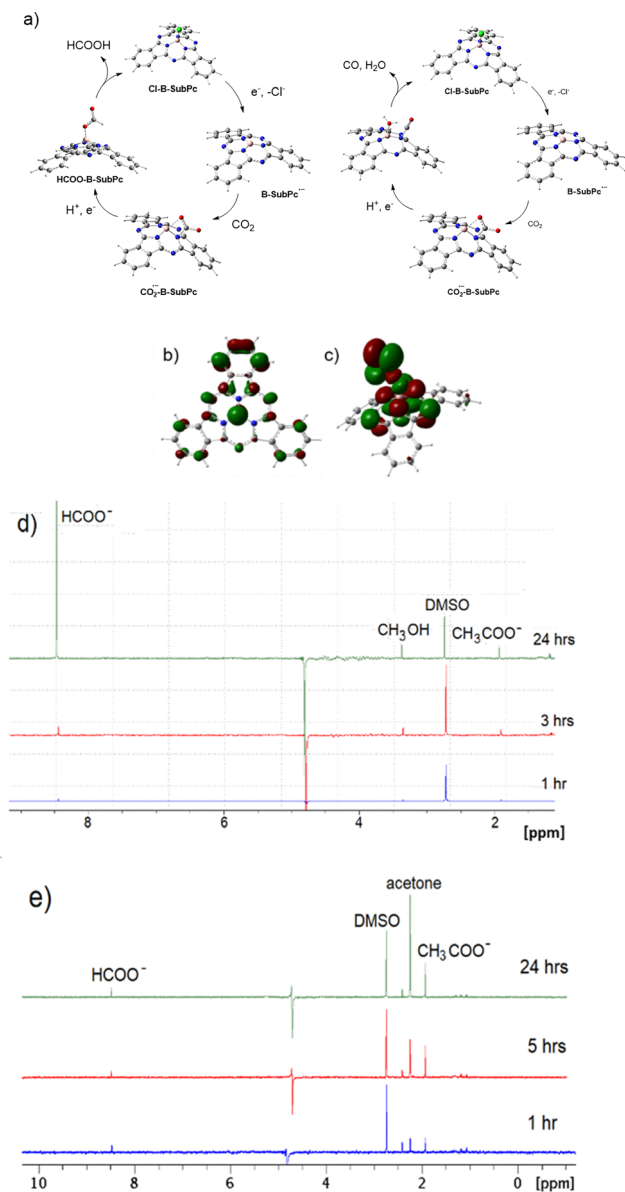 a)
HCOOH
Cl-B-SubPc
e⁻, -Cl⁻
HCOO-B-SubPc
B-SubPc•−
H⁺, e⁻
CO₂
CO₂-B-SubPc•−
CO, H₂O
Cl-B-SubPc
e⁻, -Cl⁻
B-SubPc•−
H⁺, e⁻
CO₂
CO₂-B-SubPc•−
b)
c)
d)
HCOO⁻
CH₃OH
DMSO
CH₃COO⁻
24 hrs
3 hrs
1 hr
8 6 4 2 [ppm]
e)
acetone
DMSO
CH₃COO⁻
HCOO⁻
24 hrs
5 hrs
1 hr
10 8 6 4 2 0 [ppm]